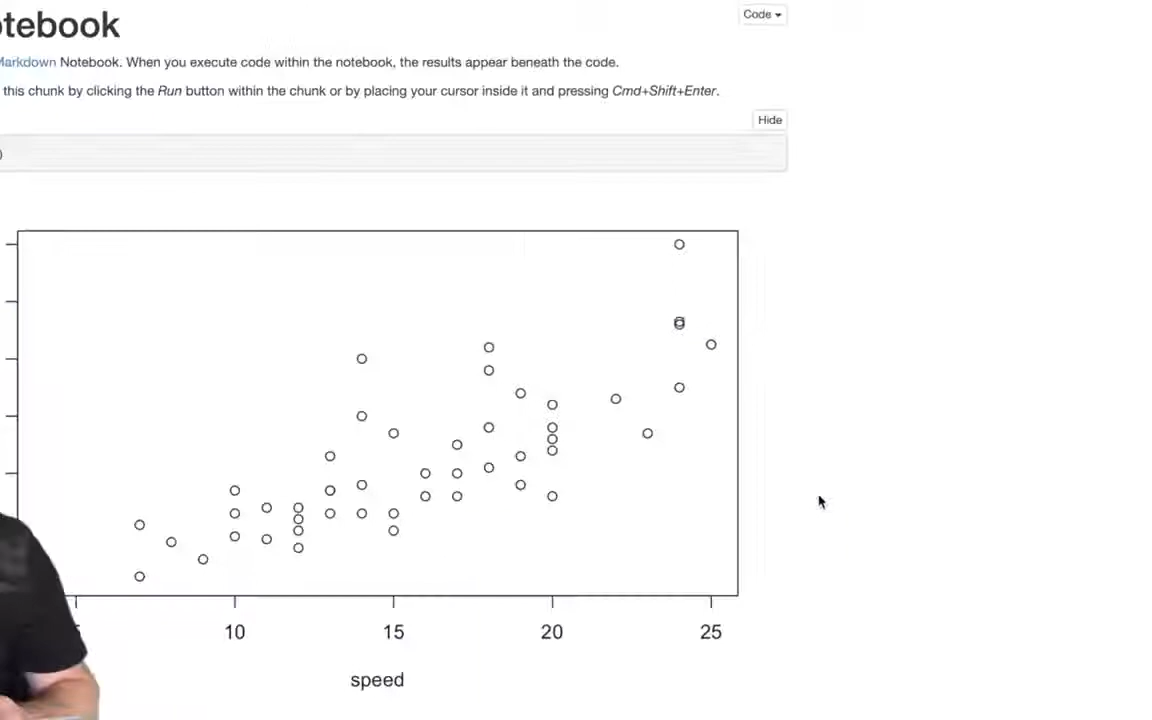 otebook
Code
Markdown Notebook. When you execute code within the notebook, the results appear beneath the code.
this chunk by clicking the Run button within the chunk or by placing your cursor inside it and pressing Cmd+Shift+Enter.
Hide
)
10 15 20 25
speed